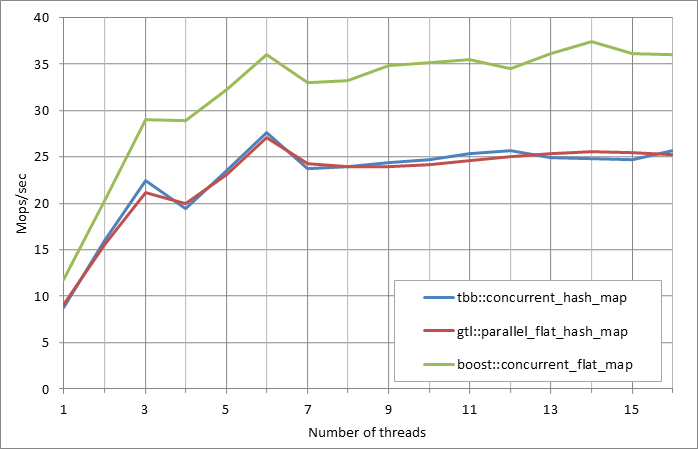 40
35
30
25
20
15
10
5
0
Mops/sec
tbb::concurrent_hash_map
gtl::parallel_flat_hash_map
boost::concurrent_flat_map
1 3 5 7 9 11 13 15
Number of threads